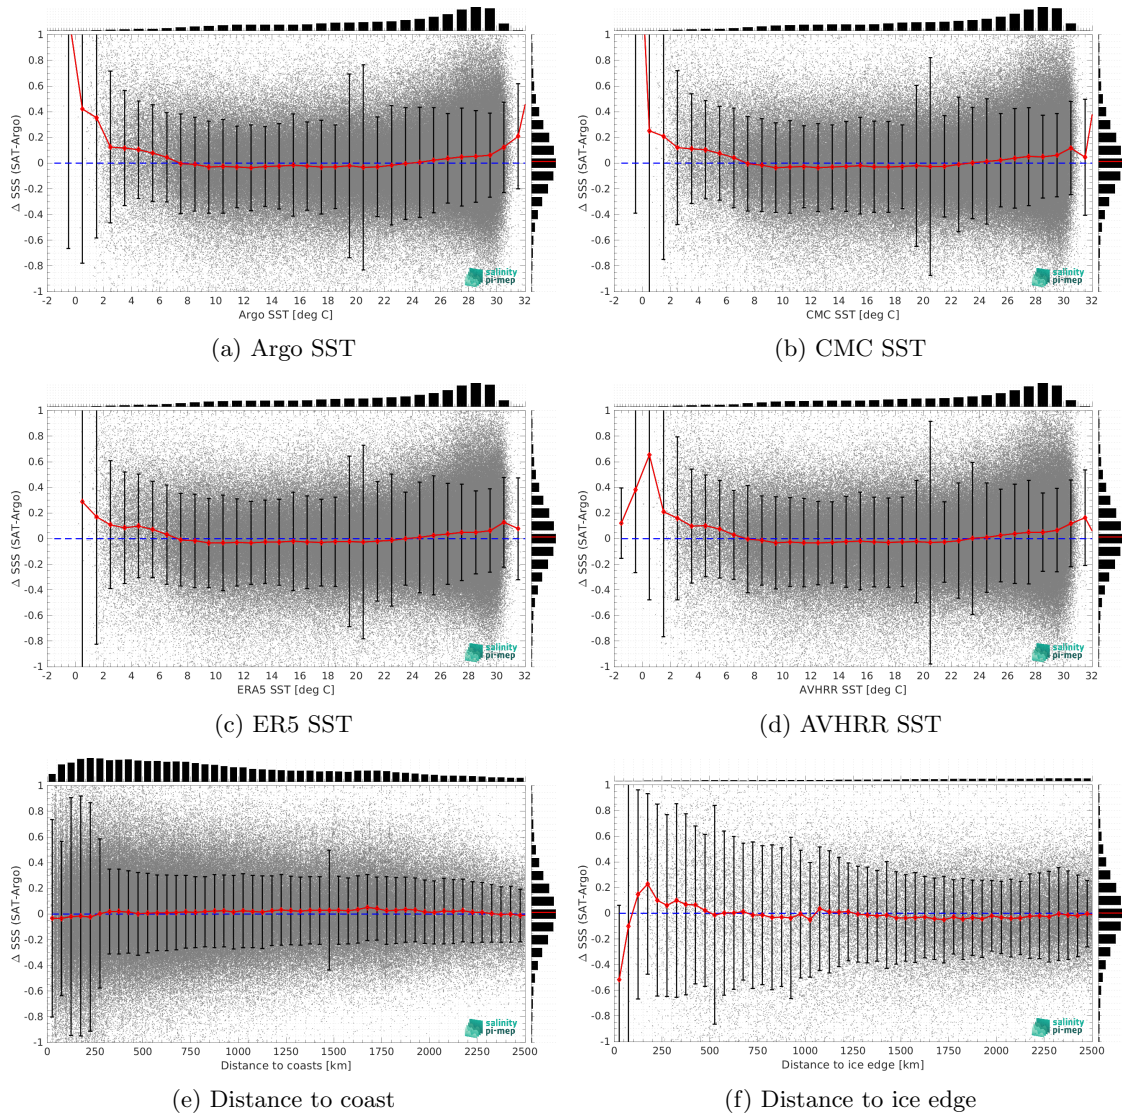 1
0.8
0.6
0.4
0.2
0
-0.2
-0.4
-0.6
-0.8
-1
Δ SSS (SAT-Argo)
-2 0 2 4 6 8 10 12 14 16 18 20 22 24 26 28 30 32
Argo SST [deg C]
salinity
pi-mep
(a) Argo SST
1
0.8
0.6
0.4
0.2
0
-0.2
-0.4
-0.6
-0.8
-1
Δ SSS (SAT-Argo)
-2 0 2 4 6 8 10 12 14 16 18 20 22 24 26 28 30 32
CMC SST [deg C]
salinity
pi-mep
(b) CMC SST
1
0.8
0.6
0.4
0.2
0
-0.2
-0.4
-0.6
-0.8
-1
Δ SSS (SAT-Argo)
-2 0 2 4 6 8 10 12 14 16 18 20 22 24 26 28 30 32
ERA5 SST [deg C]
salinity
pi-mep
(c) ER5 SST
1
0.8
0.6
0.4
0.2
0
-0.2
-0.4
-0.6
-0.8
-1
Δ SSS (SAT-Argo)
-2 0 2 4 6 8 10 12 14 16 18 20 22 24 26 28 30 32
AVHRR SST [deg C]
salinity
pi-mep
(d) AVHRR SST
1
0.8
0.6
0.4
0.2
0
-0.2
-0.4
-0.6
-0.8
-1
Δ SSS (SAT-Argo)
0 250 500 750 1000 1250 1500 1750 2000 2250 2500
Distance to coasts [km]
salinity
pi-mep
(e) Distance to coast
1
0.8
0.6
0.4
0.2
0
-0.2
-0.4
-0.6
-0.8
-1
Δ SSS (SAT-Argo)
0 250 500 750 1000 1250 1500 1750 2000 2250 2500
Distance to ice edge [km]
salinity
pi-mep
(f) Distance to ice edge